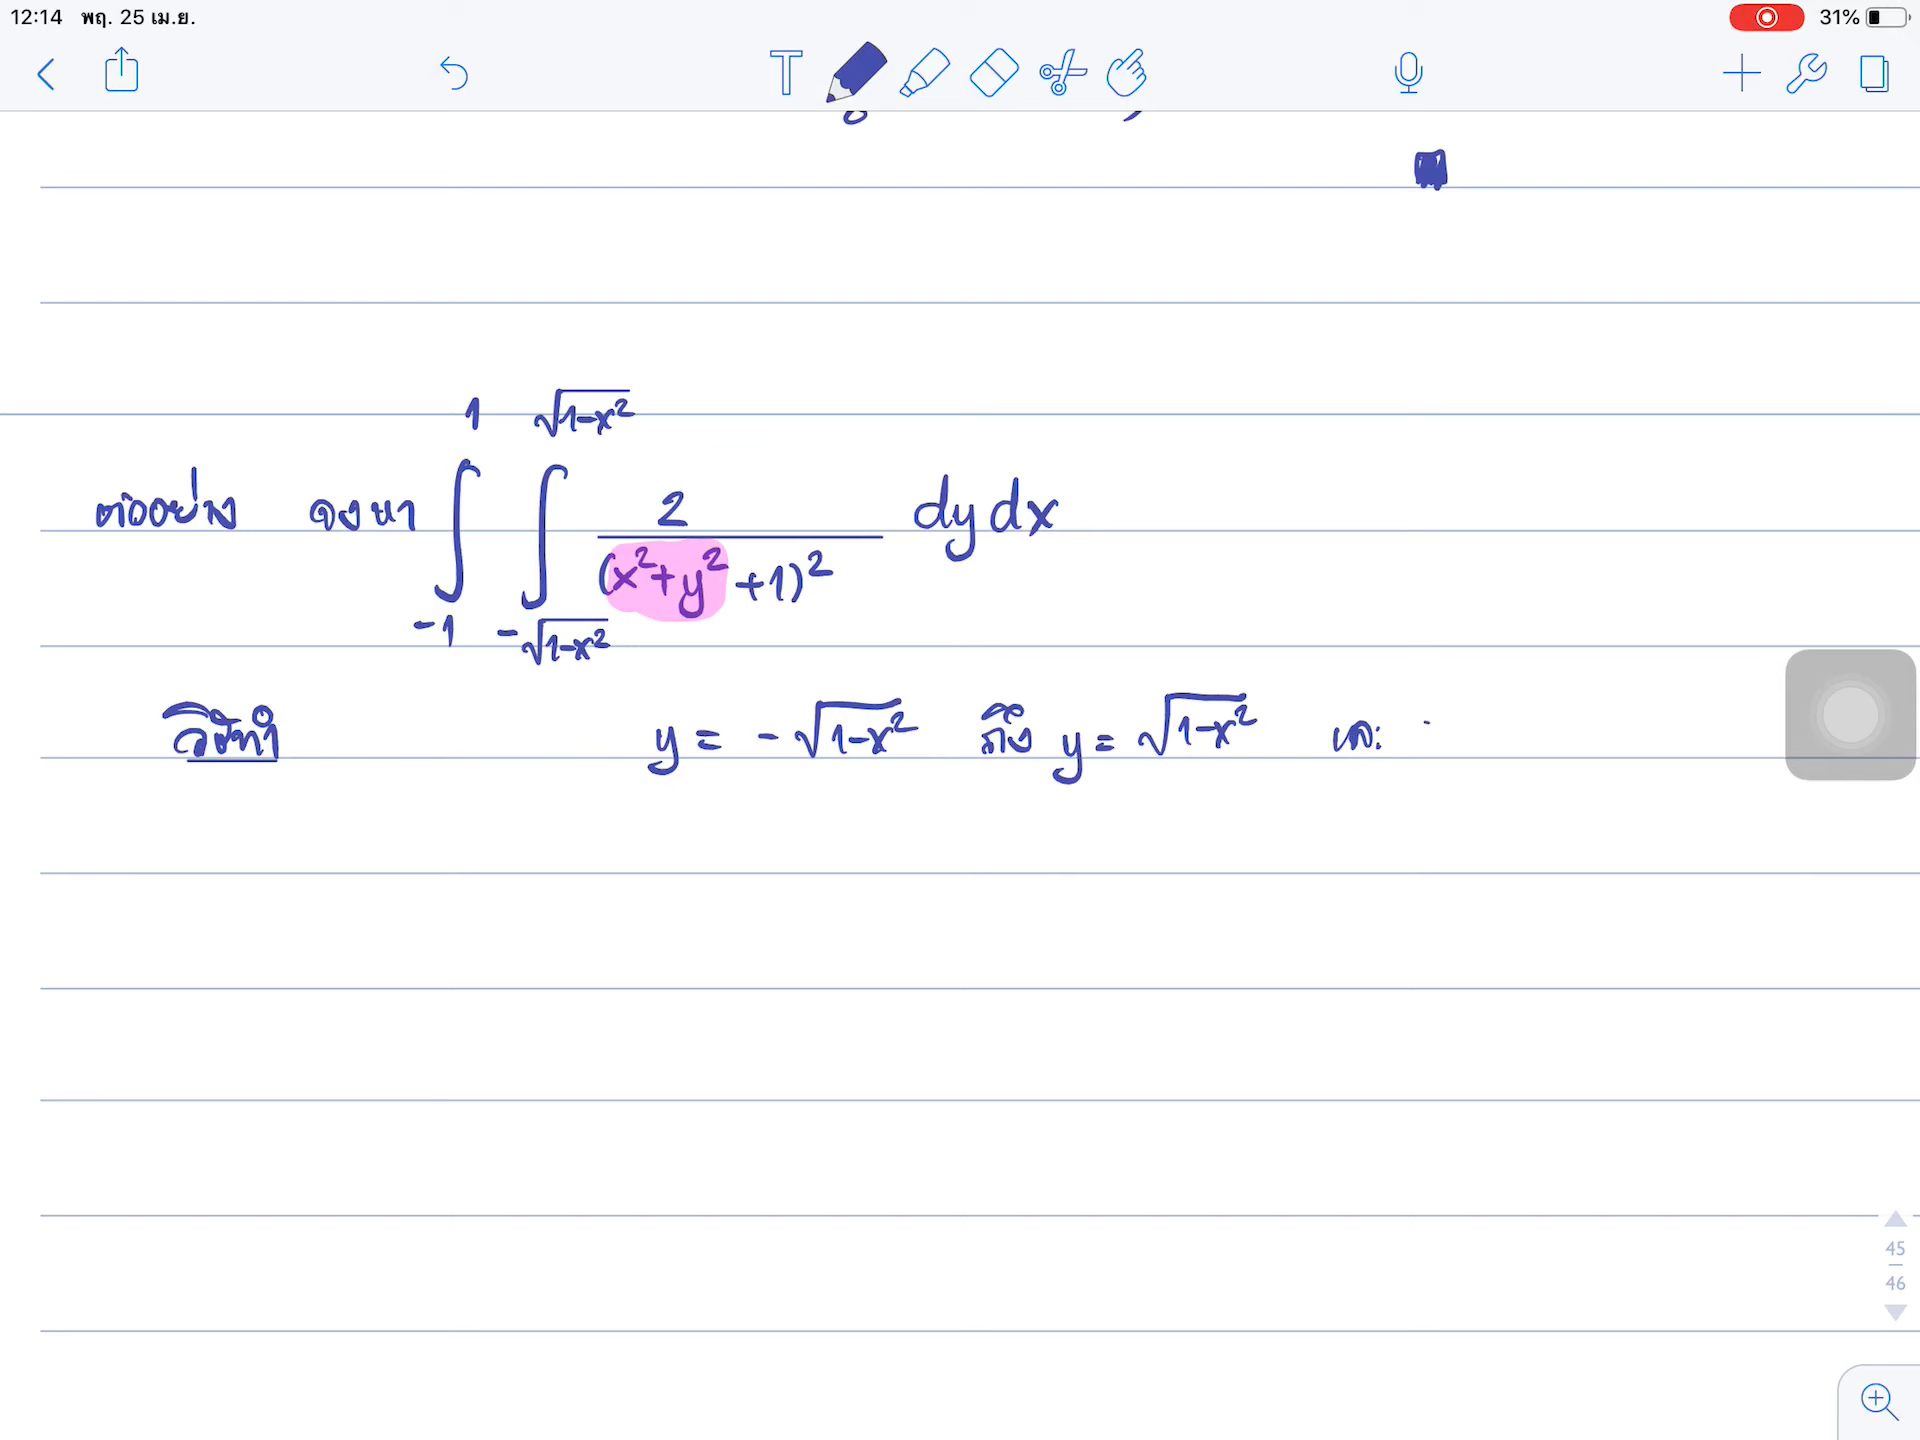 12:14 พฤ. 25 เม.ย. 31%
T
ตัวอย่าง จงหา ∫_{-1}^{1} ∫_{-√(1-x²)}^{√(1-x²)} 2/(x²+y²+1)² dy dx
วิธีทำ y = -√(1-x²) ถึง y = √(1-x²) และ
45
46